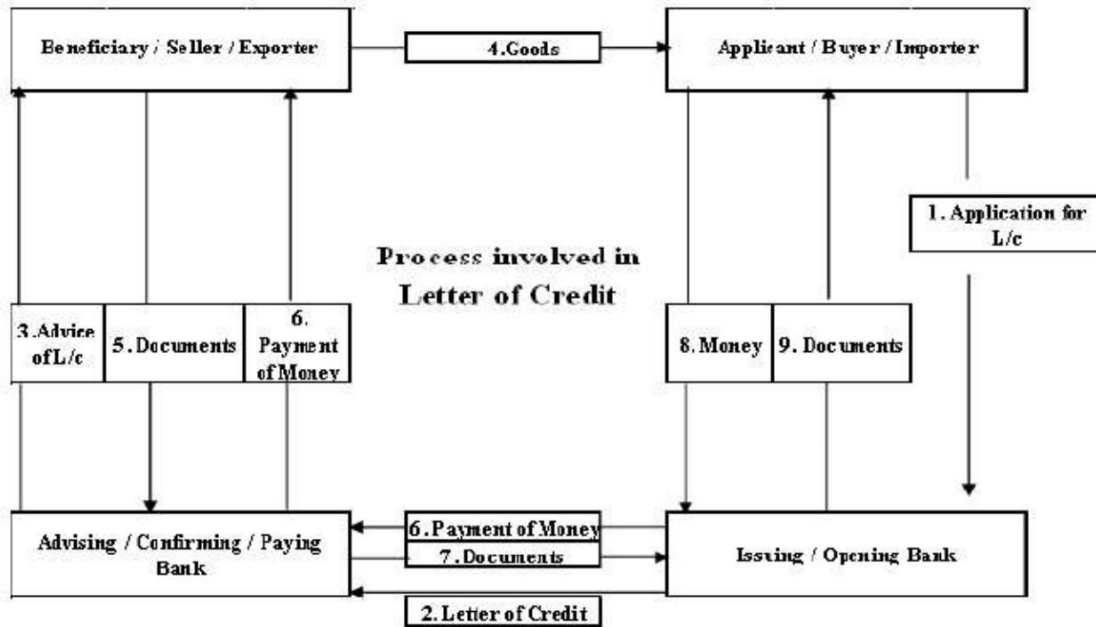 Beneficiary / Seller / Exporter
4.Goods
Applicant / Buyer / Importer
1. Application for
L/c
Process involved in
Letter of Credit
3.Advice
of L/c
5.Documents
6.
Payment
of Money
8.Money
9. Documents
Advising / Confirming / Paying
Bank
6.Payment of Money
7.Documents
2.Letter of Credit
Issuing / Opening Bank